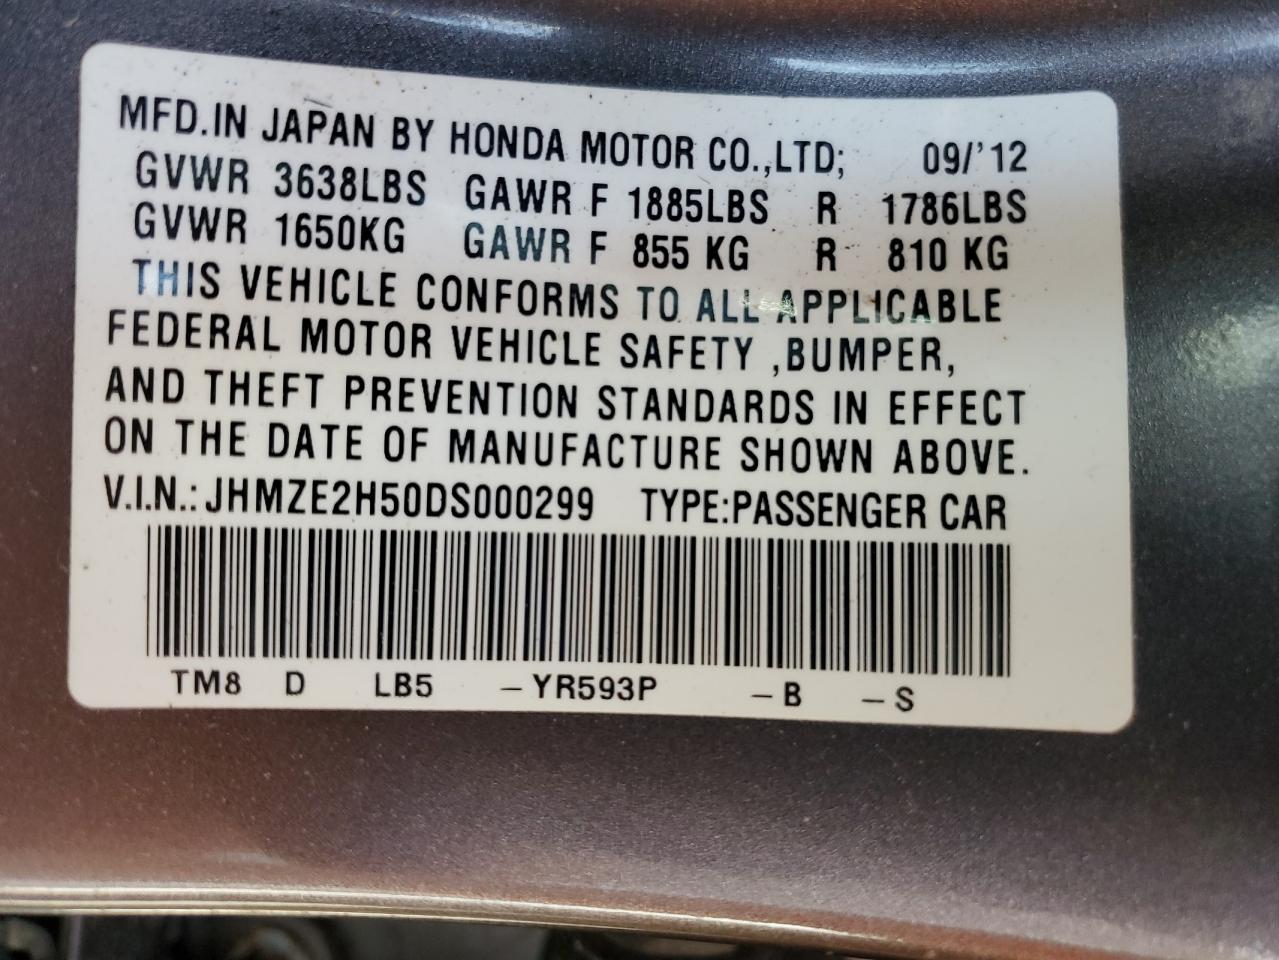 MFD.IN JAPAN BY HONDA MOTOR CO.,LTD; 09/'12
GVWR 3638LBS GAWR F 1885LBS R 1786LBS
GVWR 1650KG GAWR F 855 KG R 810 KG
THIS VEHICLE CONFORMS TO ALL APPLICABLE
FEDERAL MOTOR VEHICLE SAFETY ,BUMPER,
AND THEFT PREVENTION STANDARDS IN EFFECT
ON THE DATE OF MANUFACTURE SHOWN ABOVE.
V.I.N.: JHMZE2H50DS000299 TYPE:PASSENGER CAR
TM8 D LB5 – YR593P – B – S